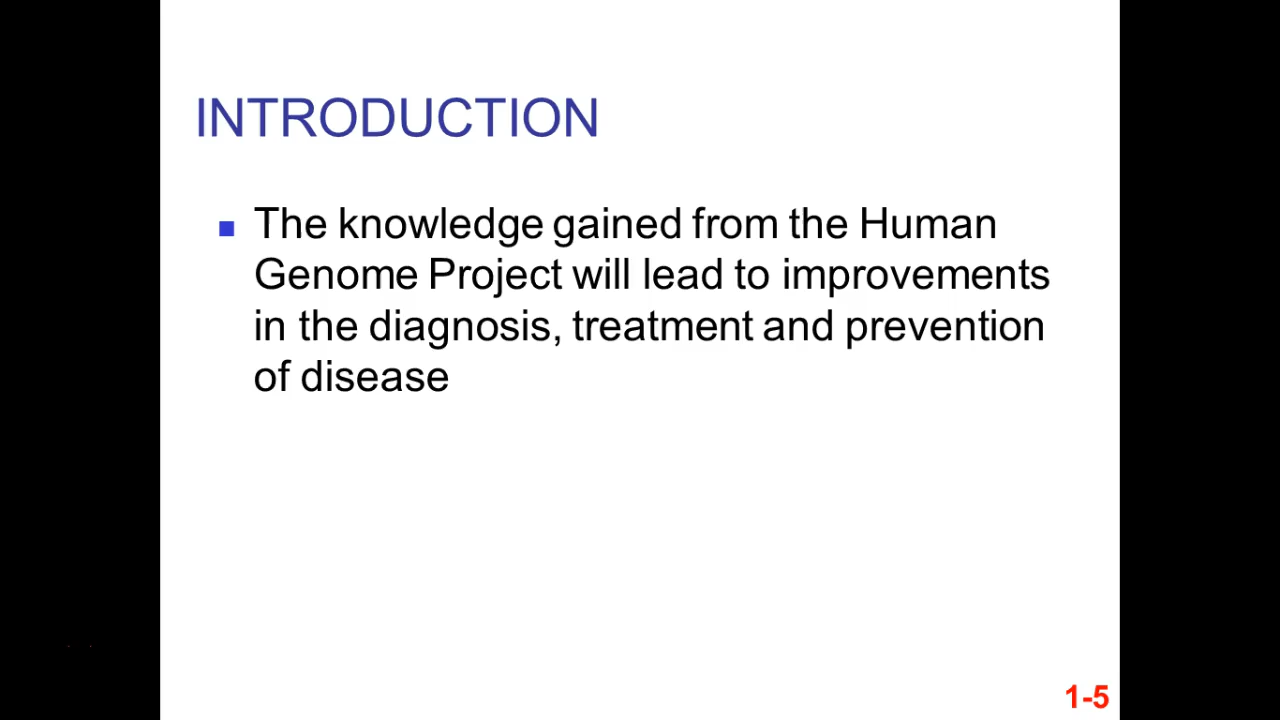 INTRODUCTION
The knowledge gained from the Human
Genome Project will lead to improvements
in the diagnosis, treatment and prevention
of disease
1-5